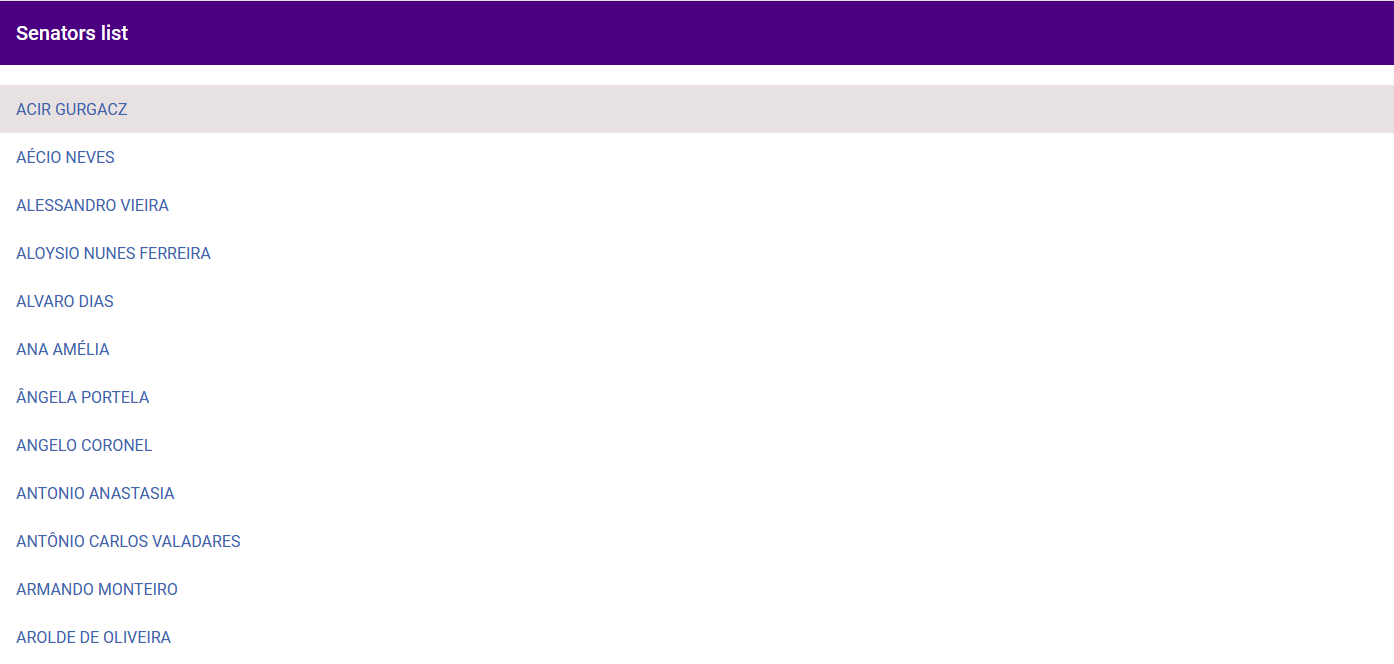 Senators list
ACIR GURGACZ
AÉCIO NEVES
ALESSANDRO VIEIRA
ALOYSIO NUNES FERREIRA
ALVARO DIAS
ANA AMÉLIA
ÂNGELA PORTELA
ANGELO CORONEL
ANTONIO ANASTASIA
ANTÔNIO CARLOS VALADARES
ARMANDO MONTEIRO
AROLDE DE OLIVEIRA